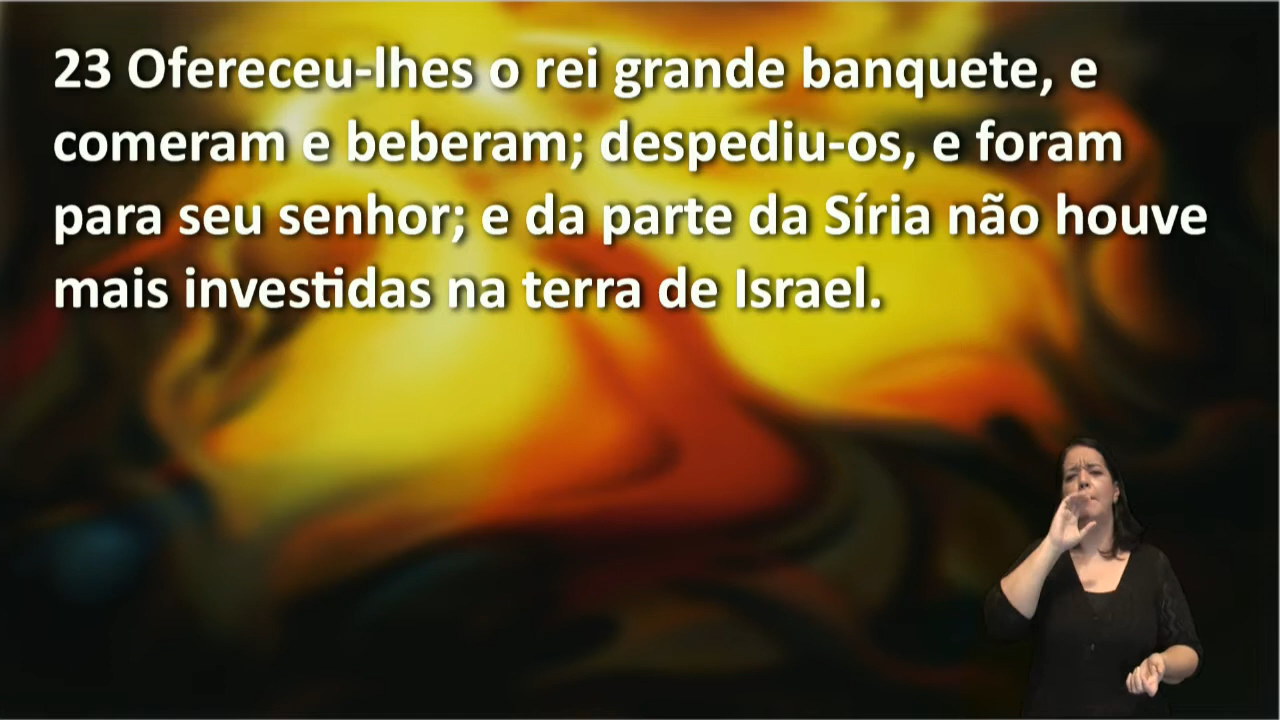 23 Ofereceu-lhes o rei grande banquete, e
comeram e beberam; despediu-os, e foram
para seu senhor; e da parte da Síria não houve
mais investidas na terra de Israel.